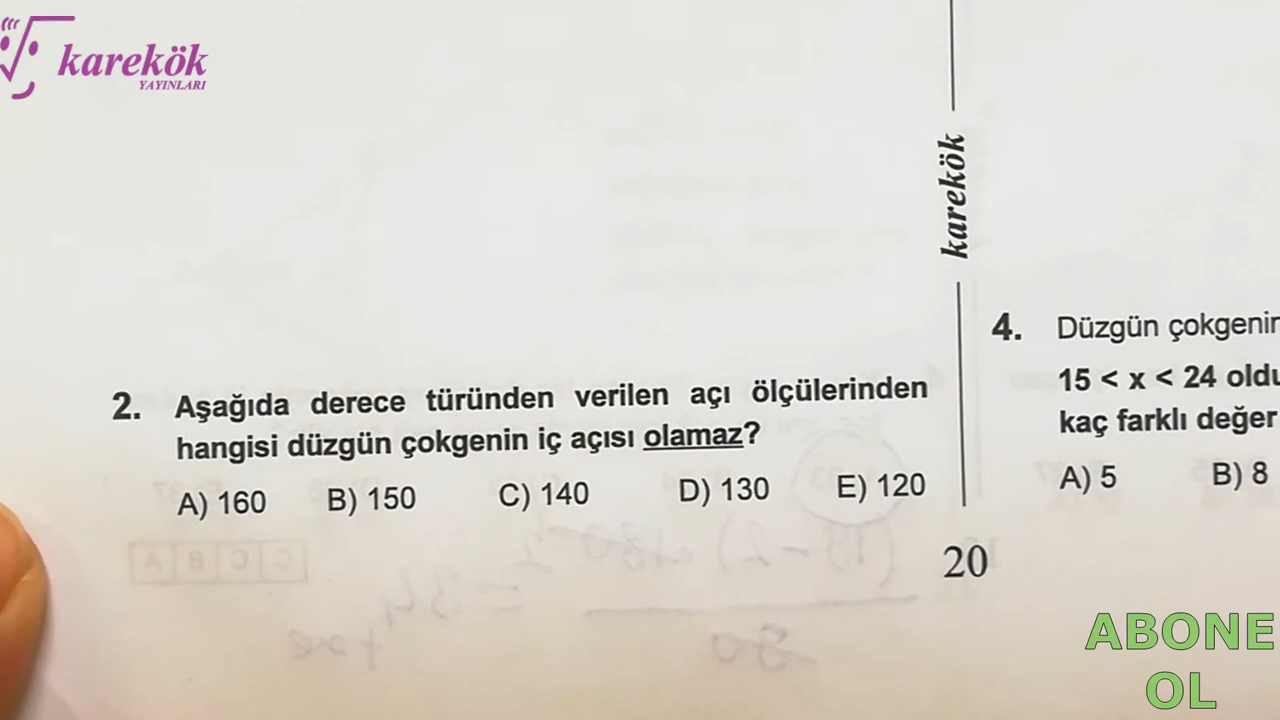 karekök
YAYINLARI
karekök
2. Aşağıda derece türünden verilen açı ölçülerinden
hangisi düzgün çokgenin iç açısı olamaz?
A) 160 B) 150 C) 140 D) 130 E) 120
4. Düzgün çokgenin
15 < x < 24 oldu
kaç farklı değer
A) 5 B) 8
20
ABONE
OL